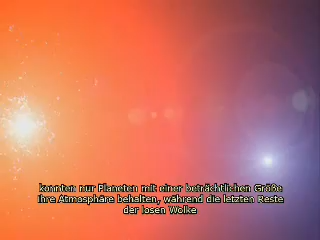 konnten nur Planeten mit einer beträchtlichen Größe
ihre Atmosphäre behalten, während die letzten Reste
der losen Wolke